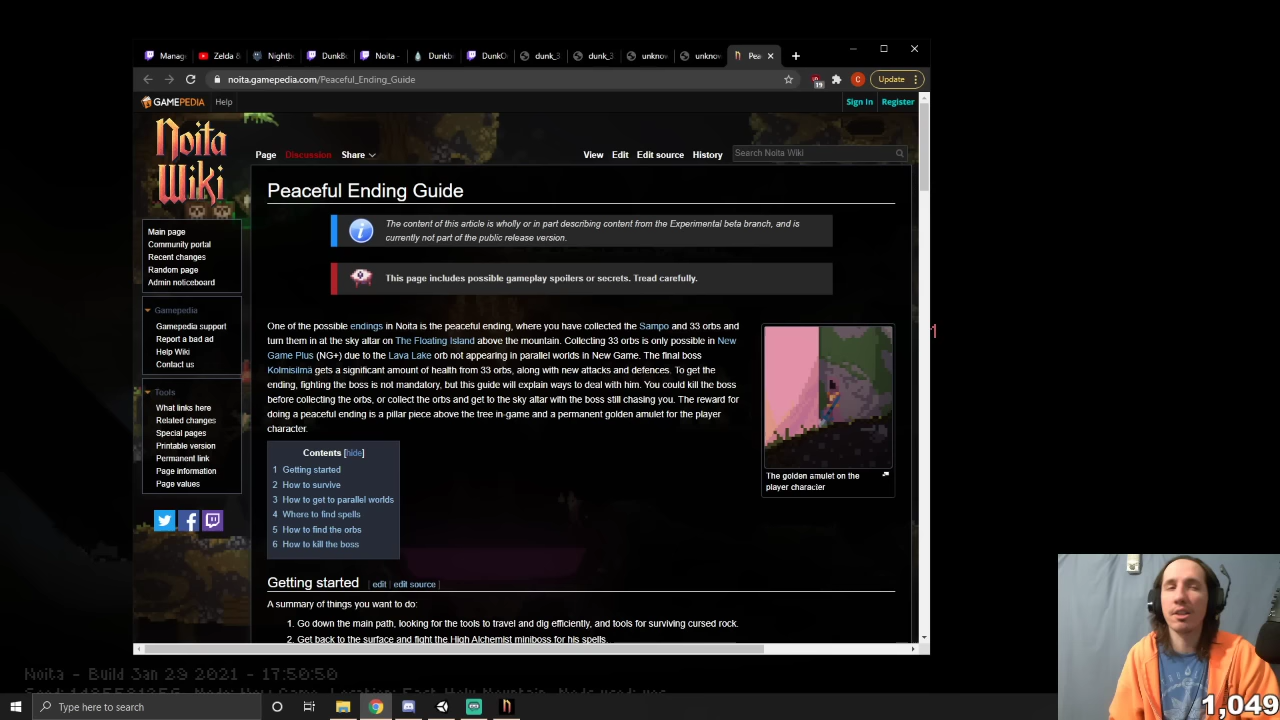 Manag
Zelda &
Nightb
DunkBo
Noita -
Dunkb
DunkO
dunk_3
dunk_3
unknow
unknow
Pea
noita.gamepedia.com/Peaceful_Ending_Guide
19
C
Update
GAMEPEDIA
Help
Sign In
Register
Noita
Wiki
Page
Discussion
Share
View
Edit
Edit source
History
Search Noita Wiki
Main page
Community portal
Recent changes
Random page
Admin noticeboard
Gamepedia
Gamepedia support
Report a bad ad
Help Wiki
Contact us
Tools
What links here
Related changes
Special pages
Printable version
Permanent link
Page information
Page values
Peaceful Ending Guide
The content of this article is wholly or in part describing content from the Experimental beta branch, and is
currently not part of the public release version.
This page includes possible gameplay spoilers or secrets. Tread carefully.
One of the possible endings in Noita is the peaceful ending, where you have collected the Sampo and 33 orbs and
turn them in at the sky altar on The Floating Island above the mountain. Collecting 33 orbs is only possible in New
Game Plus (NG+) due to the Lava Lake orb not appearing in parallel worlds in New Game. The final boss
Kolmisilmä gets a significant amount of health from 33 orbs, along with new attacks and defences. To get the
ending, fighting the boss is not mandatory, but this guide will explain ways to deal with him. You could kill the boss
before collecting the orbs, or collect the orbs and get to the sky altar with the boss still chasing you. The reward for
doing a peaceful ending is a pillar piece above the tree in-game and a permanent golden amulet for the player
character.
The golden amulet on the
player character
Contents [hide]
1 Getting started
2 How to survive
3 How to get to parallel worlds
4 Where to find spells
5 How to find the orbs
6 How to kill the boss
Getting started | edit | edit source |
A summary of things you want to do:
1. Go down the main path, looking for the tools to travel and dig efficiently, and tools for surviving cursed rock.
2. Get back to the surface and fight the High Alchemist miniboss for his spells.
Noita - Build Jan 29 2021 - 17:50:50
Type here to search
1,049